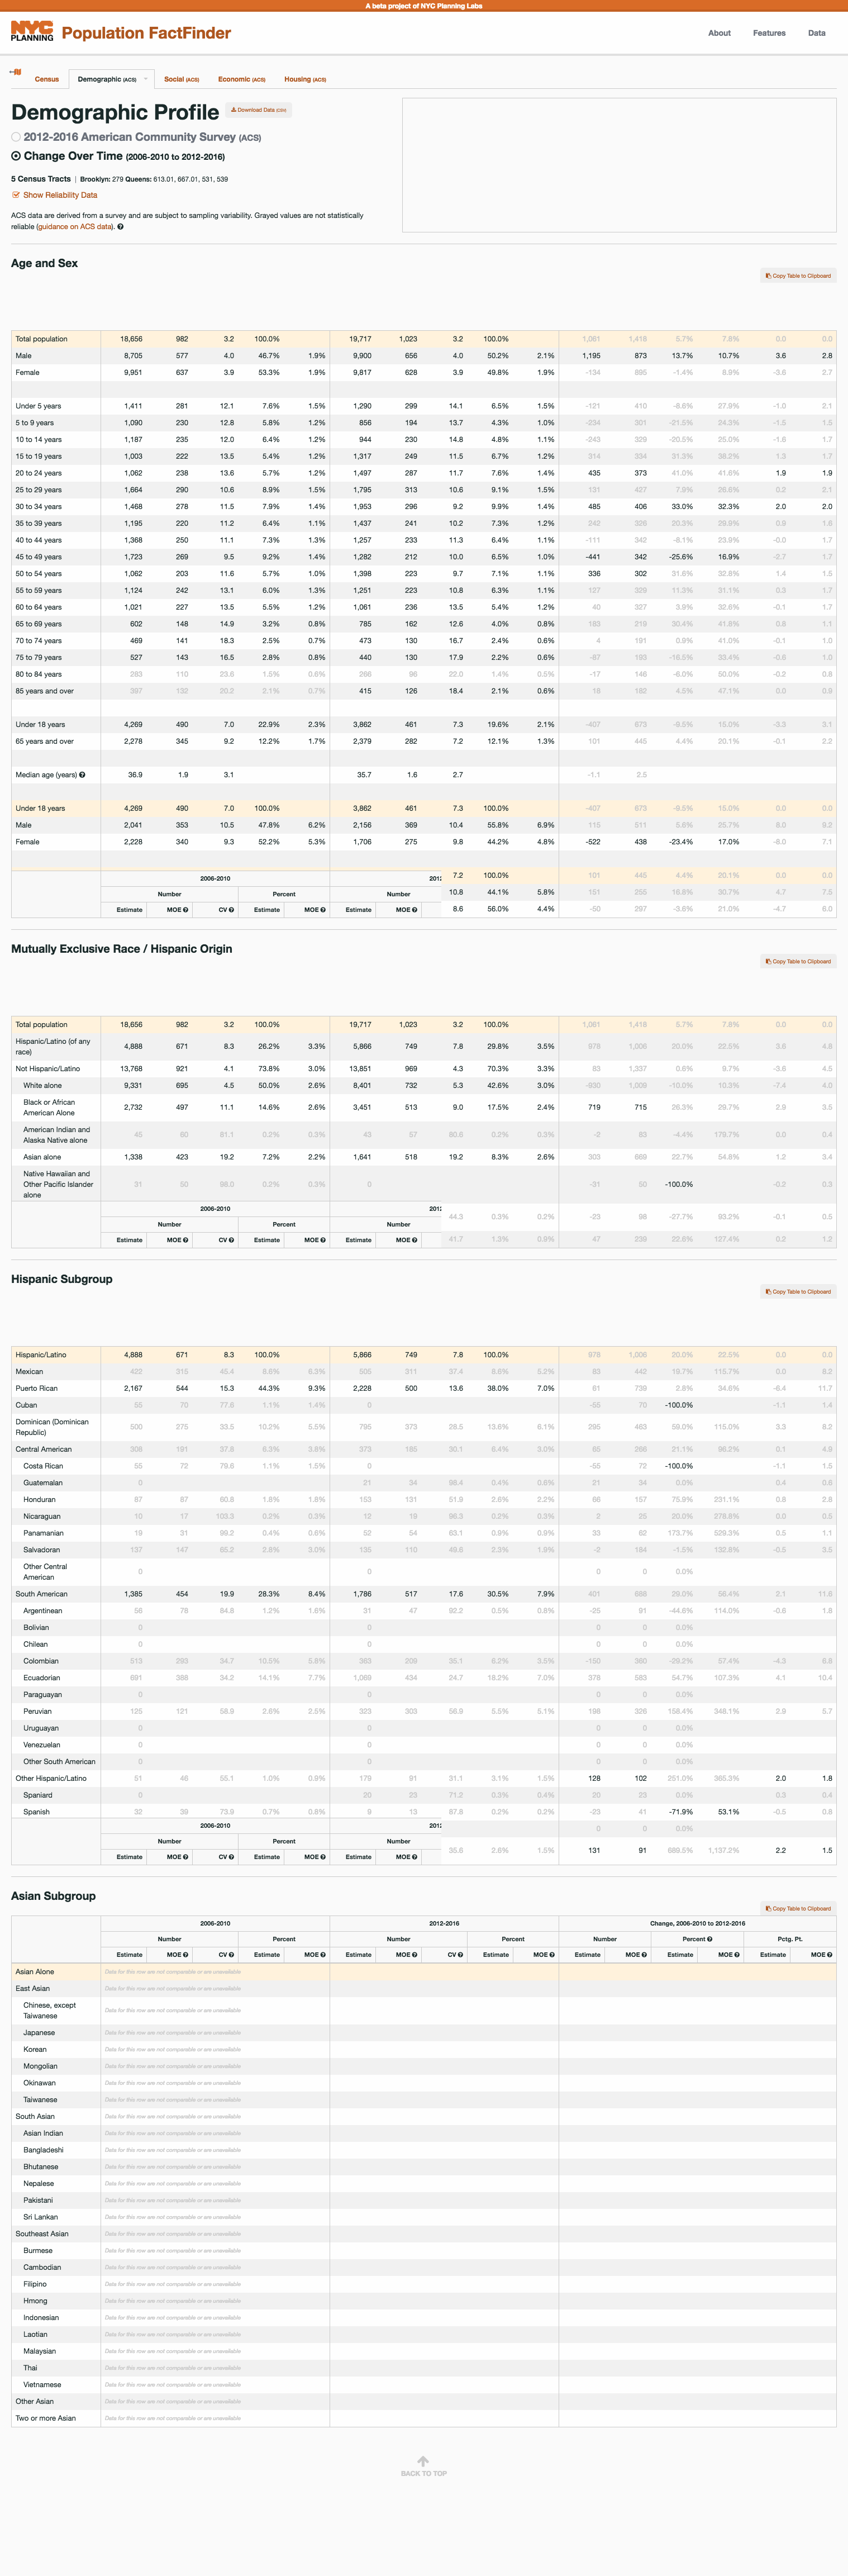 A beta project of NYC Planning Labs
NYC
PLANNING
Population FactFinder
About Features Data
Census Demographic (ACS) Social (ACS) Economic (ACS) Housing (ACS)
Demographic Profile
Download Data (CSV)
2012-2016 American Community Survey (ACS)
Change Over Time (2006-2010 to 2012-2016)
5 Census Tracts | Brooklyn: 279 Queens: 613.01, 667.01, 531, 539
Show Reliability Data
ACS data are derived from a survey and are subject to sampling variability. Grayed values are not statistically
reliable (guidance on ACS data).
Age and Sex
Copy Table to Clipboard
Total population 18,656 982 3.2 100.0% 19,717 1,023 3.2 100.0% 1,061 1,418 5.7% 7.8% 0.0 0.0
Male 8,705 577 4.0 46.7% 1.9% 9,900 656 4.0 50.2% 2.1% 1,195 873 13.7% 10.7% 3.6 2.8
Female 9,951 637 3.9 53.3% 1.9% 9,817 628 3.9 49.8% 1.9% -134 895 -1.4% 8.9% -3.6 2.7
Under 5 years 1,411 281 12.1 7.6% 1.5% 1,290 299 14.1 6.5% 1.5% -121 410 -8.6% 27.9% -1.0 2.1
5 to 9 years 1,090 230 12.8 5.8% 1.2% 856 194 13.7 4.3% 1.0% -234 301 -21.5% 24.3% -1.5 1.5
10 to 14 years 1,187 235 12.0 6.4% 1.2% 944 230 14.8 4.8% 1.1% -243 329 -20.5% 25.0% -1.6 1.7
15 to 19 years 1,003 222 13.5 5.4% 1.2% 1,317 249 11.5 6.7% 1.2% 314 334 31.3% 38.2% 1.3 1.7
20 to 24 years 1,062 238 13.6 5.7% 1.2% 1,497 287 11.7 7.6% 1.4% 435 373 41.0% 41.6% 1.9 1.9
25 to 29 years 1,664 290 10.6 8.9% 1.5% 1,795 313 10.6 9.1% 1.5% 131 427 7.9% 26.6% 0.2 2.1
30 to 34 years 1,468 278 11.5 7.9% 1.4% 1,953 296 9.2 9.9% 1.4% 485 406 33.0% 32.3% 2.0 2.0
35 to 39 years 1,195 220 11.2 6.4% 1.1% 1,437 241 10.2 7.3% 1.2% 242 326 20.3% 29.9% 0.9 1.6
40 to 44 years 1,368 250 11.1 7.3% 1.3% 1,257 233 11.3 6.4% 1.1% -111 342 -8.1% 23.9% -0.0 1.7
45 to 49 years 1,723 269 9.5 9.2% 1.4% 1,282 212 10.0 6.5% 1.0% -441 342 -25.6% 16.9% -2.7 1.7
50 to 54 years 1,062 203 11.6 5.7% 1.0% 1,398 223 9.7 7.1% 1.1% 336 302 31.6% 32.8% 1.4 1.5
55 to 59 years 1,124 242 13.1 6.0% 1.3% 1,251 223 10.8 6.3% 1.1% 127 329 11.3% 31.1% 0.3 1.7
60 to 64 years 1,021 227 13.5 5.5% 1.2% 1,061 236 13.5 5.4% 1.2% 40 327 3.9% 32.6% -0.1 1.7
65 to 69 years 602 148 14.9 3.2% 0.8% 785 162 12.6 4.0% 0.8% 183 219 30.4% 41.8% 0.8 1.1
70 to 74 years 469 141 18.3 2.5% 0.7% 473 130 16.7 2.4% 0.6% 4 191 0.9% 41.0% -0.1 1.0
75 to 79 years 527 143 16.5 2.8% 0.8% 440 130 17.9 2.2% 0.6% -87 193 -16.5% 33.4% -0.6 1.0
80 to 84 years 283 110 23.6 1.5% 0.6% 266 96 22.0 1.4% 0.5% -17 146 -6.0% 50.0% -0.2 0.8
85 years and over 397 132 20.2 2.1% 0.7% 415 126 18.4 2.1% 0.6% 18 182 4.5% 47.1% 0.0 0.9
Under 18 years 4,269 490 7.0 22.9% 2.3% 3,862 461 7.3 19.6% 2.1% -407 673 -9.5% 15.0% -3.3 3.1
65 years and over 2,278 345 9.2 12.2% 1.7% 2,379 282 7.2 12.1% 1.3% 101 445 4.4% 20.1% -0.1 2.2
Median age (years) 36.9 1.9 3.1 35.7 1.6 2.7 -1.1 2.5
Under 18 years 4,269 490 7.0 100.0% 3,862 461 7.3 100.0% -407 673 -9.5% 15.0% 0.0 0.0
Male 2,041 353 10.5 47.8% 6.2% 2,156 369 10.4 55.8% 6.9% 115 511 5.6% 25.7% 8.0 9.2
Female 2,228 340 9.3 52.2% 5.3% 1,706 275 9.8 44.2% 4.8% -522 438 -23.4% 17.0% -8.0 7.1
2006-2010 2012 7.2 100.0% 101 445 4.4% 20.1% 0.0 0.0
Number Percent Number 10.8 44.1% 5.8% 151 255 16.8% 30.7% 4.7 7.5
Estimate MOE CV Estimate MOE Estimate MOE 8.6 56.0% 4.4% -50 297 -3.6% 21.0% -4.7 6.0
Mutually Exclusive Race / Hispanic Origin
Copy Table to Clipboard
Total population 18,656 982 3.2 100.0% 19,717 1,023 3.2 100.0% 1,061 1,418 5.7% 7.8% 0.0 0.0
Hispanic/Latino (of any
race) 4,888 671 8.3 26.2% 3.3% 5,866 749 7.8 29.8% 3.5% 978 1,006 20.0% 22.5% 3.6 4.8
Not Hispanic/Latino 13,768 921 4.1 73.8% 3.0% 13,851 969 4.3 70.3% 3.3% 83 1,337 0.6% 9.7% -3.6 4.5
White alone 9,331 695 4.5 50.0% 2.6% 8,401 732 5.3 42.6% 3.0% -930 1,009 -10.0% 10.3% -7.4 4.0
Black or African
American Alone 2,732 497 11.1 14.6% 2.6% 3,451 513 9.0 17.5% 2.4% 719 715 26.3% 29.7% 2.9 3.5
American Indian and
Alaska Native alone 45 60 81.1 0.2% 0.3% 43 57 80.6 0.2% 0.3% -2 83 -4.4% 179.7% 0.0 0.4
Asian alone 1,338 423 19.2 7.2% 2.2% 1,641 518 19.2 8.3% 2.6% 303 669 22.7% 54.8% 1.2 3.4
Native Hawaiian and
Other Pacific Islander
alone 31 50 98.0 0.2% 0.3% 0 -31 50 -100.0% -0.2 0.3
2006-2010 2012
Number Percent Number 44.3 0.3% 0.2% -23 98 -27.7% 93.2% -0.1 0.5
Estimate MOE CV Estimate MOE Estimate MOE 41.7 1.3% 0.9% 47 239 22.6% 127.4% 0.2 1.2
Hispanic Subgroup
Copy Table to Clipboard
Hispanic/Latino 4,888 671 8.3 100.0% 5,866 749 7.8 100.0% 978 1,006 20.0% 22.5% 0.0 0.0
Mexican 422 315 45.4 8.6% 6.3% 505 311 37.4 8.6% 5.2% 83 442 19.7% 115.7% 0.0 8.2
Puerto Rican 2,167 544 15.3 44.3% 9.3% 2,228 500 13.6 38.0% 7.0% 61 739 2.8% 34.6% -6.4 11.7
Cuban 55 70 77.6 1.1% 1.4% 0 -55 70 -100.0% -1.1 1.4
Dominican (Dominican
Republic) 500 275 33.5 10.2% 5.5% 795 373 28.5 13.6% 6.1% 295 463 59.0% 115.0% 3.3 8.2
Central American 308 191 37.8 6.3% 3.8% 373 185 30.1 6.4% 3.0% 65 266 21.1% 96.2% 0.1 4.9
Costa Rican 55 72 79.6 1.1% 1.5% 0 -55 72 -100.0% -1.1 1.5
Guatemalan 0 21 34 98.4 0.4% 0.6% 21 34 0.0% 0.4 0.6
Honduran 87 87 60.8 1.8% 1.8% 153 131 51.9 2.6% 2.2% 66 157 75.9% 231.1% 0.8 2.8
Nicaraguan 10 17 103.3 0.2% 0.3% 12 19 96.3 0.2% 0.3% 2 25 20.0% 278.8% 0.0 0.5
Panamanian 19 31 99.2 0.4% 0.6% 52 54 63.1 0.9% 0.9% 33 62 173.7% 529.3% 0.5 1.1
Salvadoran 137 147 65.2 2.8% 3.0% 135 110 49.6 2.3% 1.9% -2 184 -1.5% 132.8% -0.5 3.5
Other Central
American 0 0 0 0 0.0%
South American 1,385 454 19.9 28.3% 8.4% 1,786 517 17.6 30.5% 7.9% 401 688 29.0% 56.4% 2.1 11.6
Argentinean 56 78 84.8 1.2% 1.6% 31 47 92.2 0.5% 0.8% -25 91 -44.6% 114.0% -0.6 1.8
Bolivian 0 0 0 0 0.0%
Chilean 0 0 0 0 0.0%
Colombian 513 293 34.7 10.5% 5.8% 363 209 35.1 6.2% 3.5% -150 360 -29.2% 57.4% -4.3 6.8
Ecuadorian 691 388 34.2 14.1% 7.7% 1,069 434 24.7 18.2% 7.0% 378 583 54.7% 107.3% 4.1 10.4
Paraguayan 0 0 0 0 0.0%
Peruvian 125 121 58.9 2.6% 2.5% 323 303 56.9 5.5% 5.1% 198 326 158.4% 348.1% 2.9 5.7
Uruguayan 0 0 0 0 0.0%
Venezuelan 0 0 0 0 0.0%
Other South American 0 0 0 0 0.0%
Other Hispanic/Latino 51 46 55.1 1.0% 0.9% 179 91 31.1 3.1% 1.5% 128 102 251.0% 365.3% 2.0 1.8
Spaniard 0 20 23 71.2 0.3% 0.4% 20 23 0.0% 0.3 0.4
Spanish 32 39 73.9 0.7% 0.8% 9 13 87.8 0.2% 0.2% -23 41 -71.9% 53.1% -0.5 0.8
2006-2010 2012 0 0 0.0%
Number Percent Number
Estimate MOE CV Estimate MOE Estimate MOE 35.6 2.6% 1.5% 131 91 689.5% 1,137.2% 2.2 1.5
Asian Subgroup
Copy Table to Clipboard
2006-2010 2012-2016 Change, 2006-2010 to 2012-2016
Number Percent Number Percent Number Percent Pctg. Pt.
Estimate MOE CV Estimate MOE Estimate MOE CV Estimate MOE Estimate MOE Estimate MOE Estimate MOE
Asian Alone Data for this row are not comparable or are unavailable
East Asian Data for this row are not comparable or are unavailable
Chinese, except
Taiwanese Data for this row are not comparable or are unavailable
Japanese Data for this row are not comparable or are unavailable
Korean Data for this row are not comparable or are unavailable
Mongolian Data for this row are not comparable or are unavailable
Okinawan Data for this row are not comparable or are unavailable
Taiwanese Data for this row are not comparable or are unavailable
South Asian Data for this row are not comparable or are unavailable
Asian Indian Data for this row are not comparable or are unavailable
Bangladeshi Data for this row are not comparable or are unavailable
Bhutanese Data for this row are not comparable or are unavailable
Nepalese Data for this row are not comparable or are unavailable
Pakistani Data for this row are not comparable or are unavailable
Sri Lankan Data for this row are not comparable or are unavailable
Southeast Asian Data for this row are not comparable or are unavailable
Burmese Data for this row are not comparable or are unavailable
Cambodian Data for this row are not comparable or are unavailable
Filipino Data for this row are not comparable or are unavailable
Hmong Data for this row are not comparable or are unavailable
Indonesian Data for this row are not comparable or are unavailable
Laotian Data for this row are not comparable or are unavailable
Malaysian Data for this row are not comparable or are unavailable
Thai Data for this row are not comparable or are unavailable
Vietnamese Data for this row are not comparable or are unavailable
Other Asian Data for this row are not comparable or are unavailable
Two or more Asian Data for this row are not comparable or are unavailable
BACK TO TOP